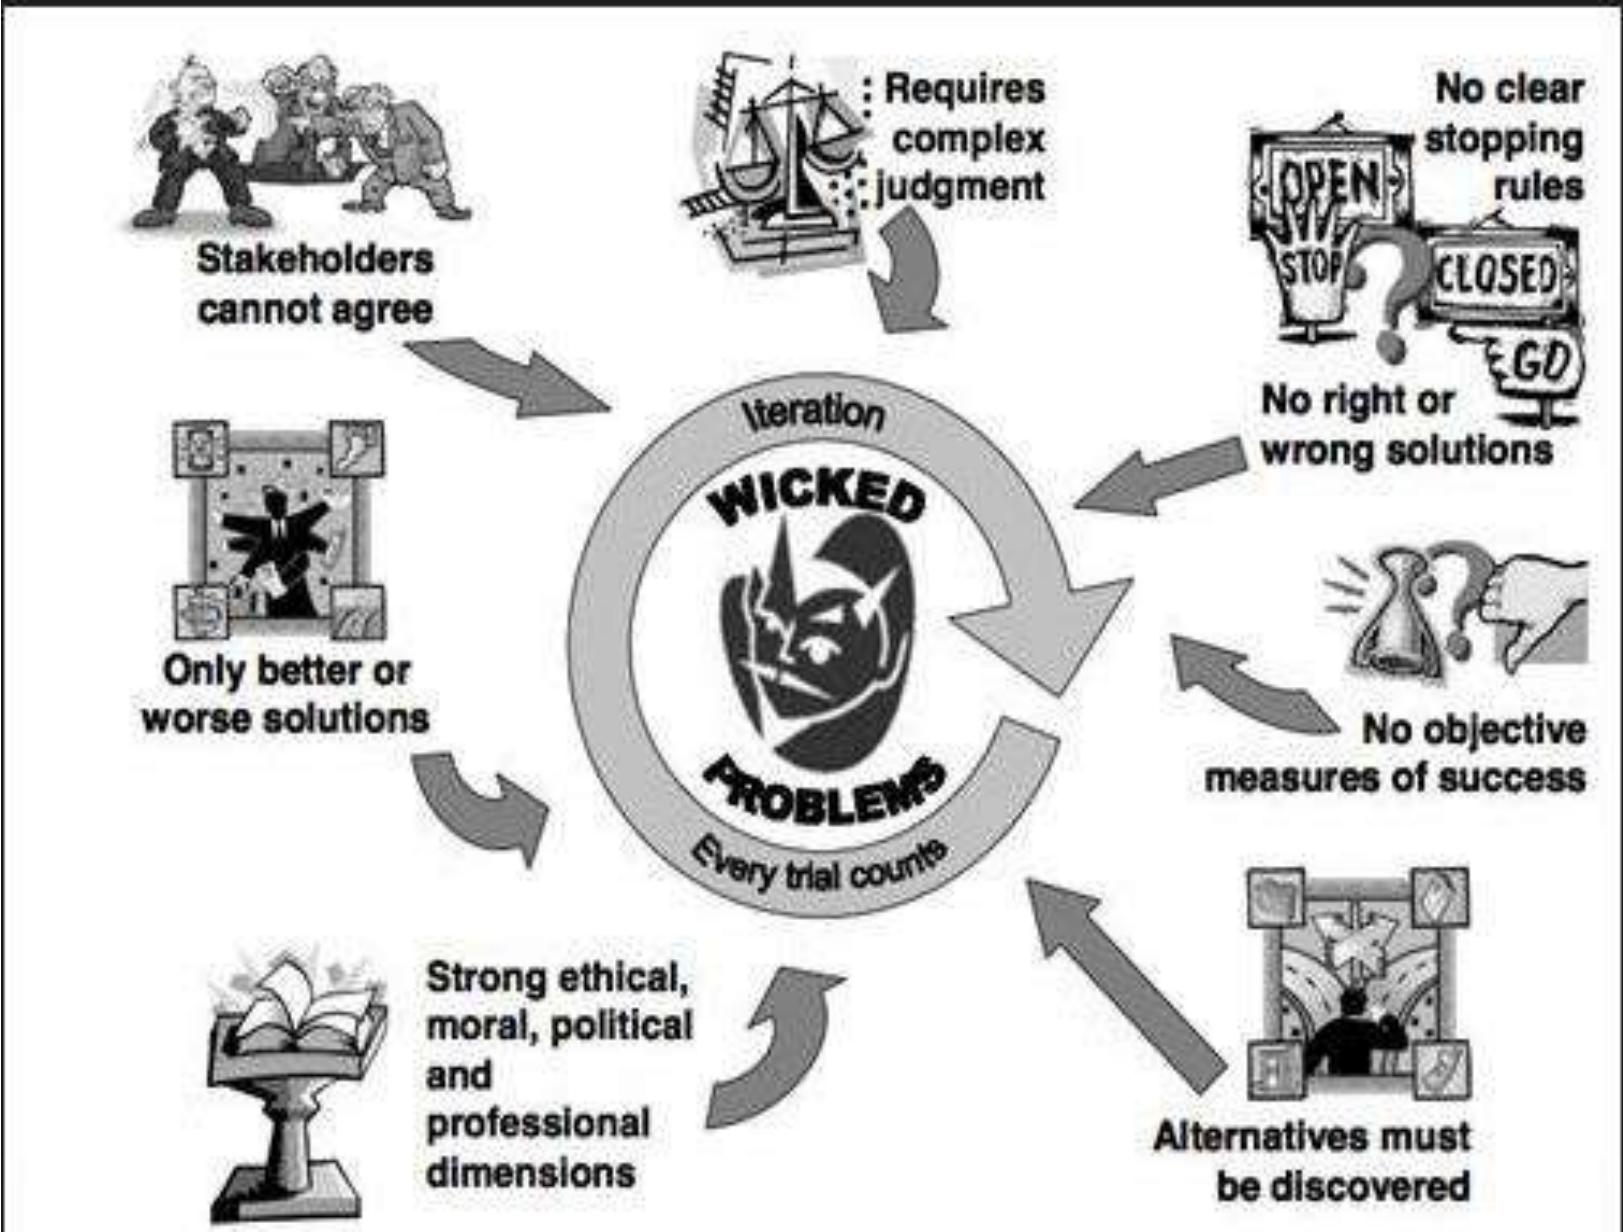 Stakeholders
cannot agree
Requires
complex
judgment
No clear
stopping
rules
OPEN
STOP
CLOSED
GO
No right or
wrong solutions
Iteration
WICKED
PROBLEMS
Every trial counts
Only better or
worse solutions
No objective
measures of success
Strong ethical,
moral, political
and
professional
dimensions
Alternatives must
be discovered